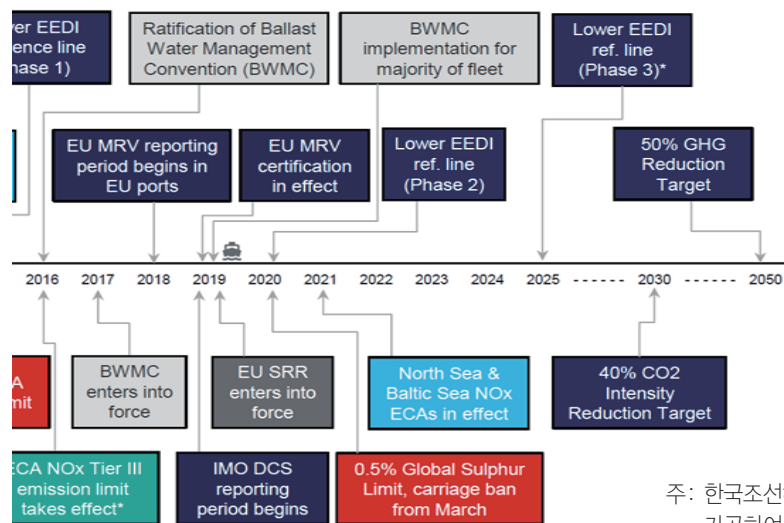 EEDI
line
1)
Ratification of Ballast
Water Management
Convention (BWMC)
BWMC
implementation for
majority of fleet
Lower EEDI
ref. line
(Phase 3)*
EU MRV reporting
period begins in
EU ports
EU MRV
certification
in effect
Lower EEDI
ref. line
(Phase 2)
50% GHG
Reduction
Target
2016 2017 2018 2019 2020 2021 2022 2023 2024 2025 ------ 2030 ------ 2050
BWMC
enters into
force
EU SRR
enters into
force
North Sea &
Baltic Sea NOx
ECAs in effect
40% CO2
Intensity
Reduction Target
NOx Tier III
emission limit
takes effect*
IMO DCS
reporting
period begins
0.5% Global Sulphur
Limit, carriage ban
from March
주: 한국조선